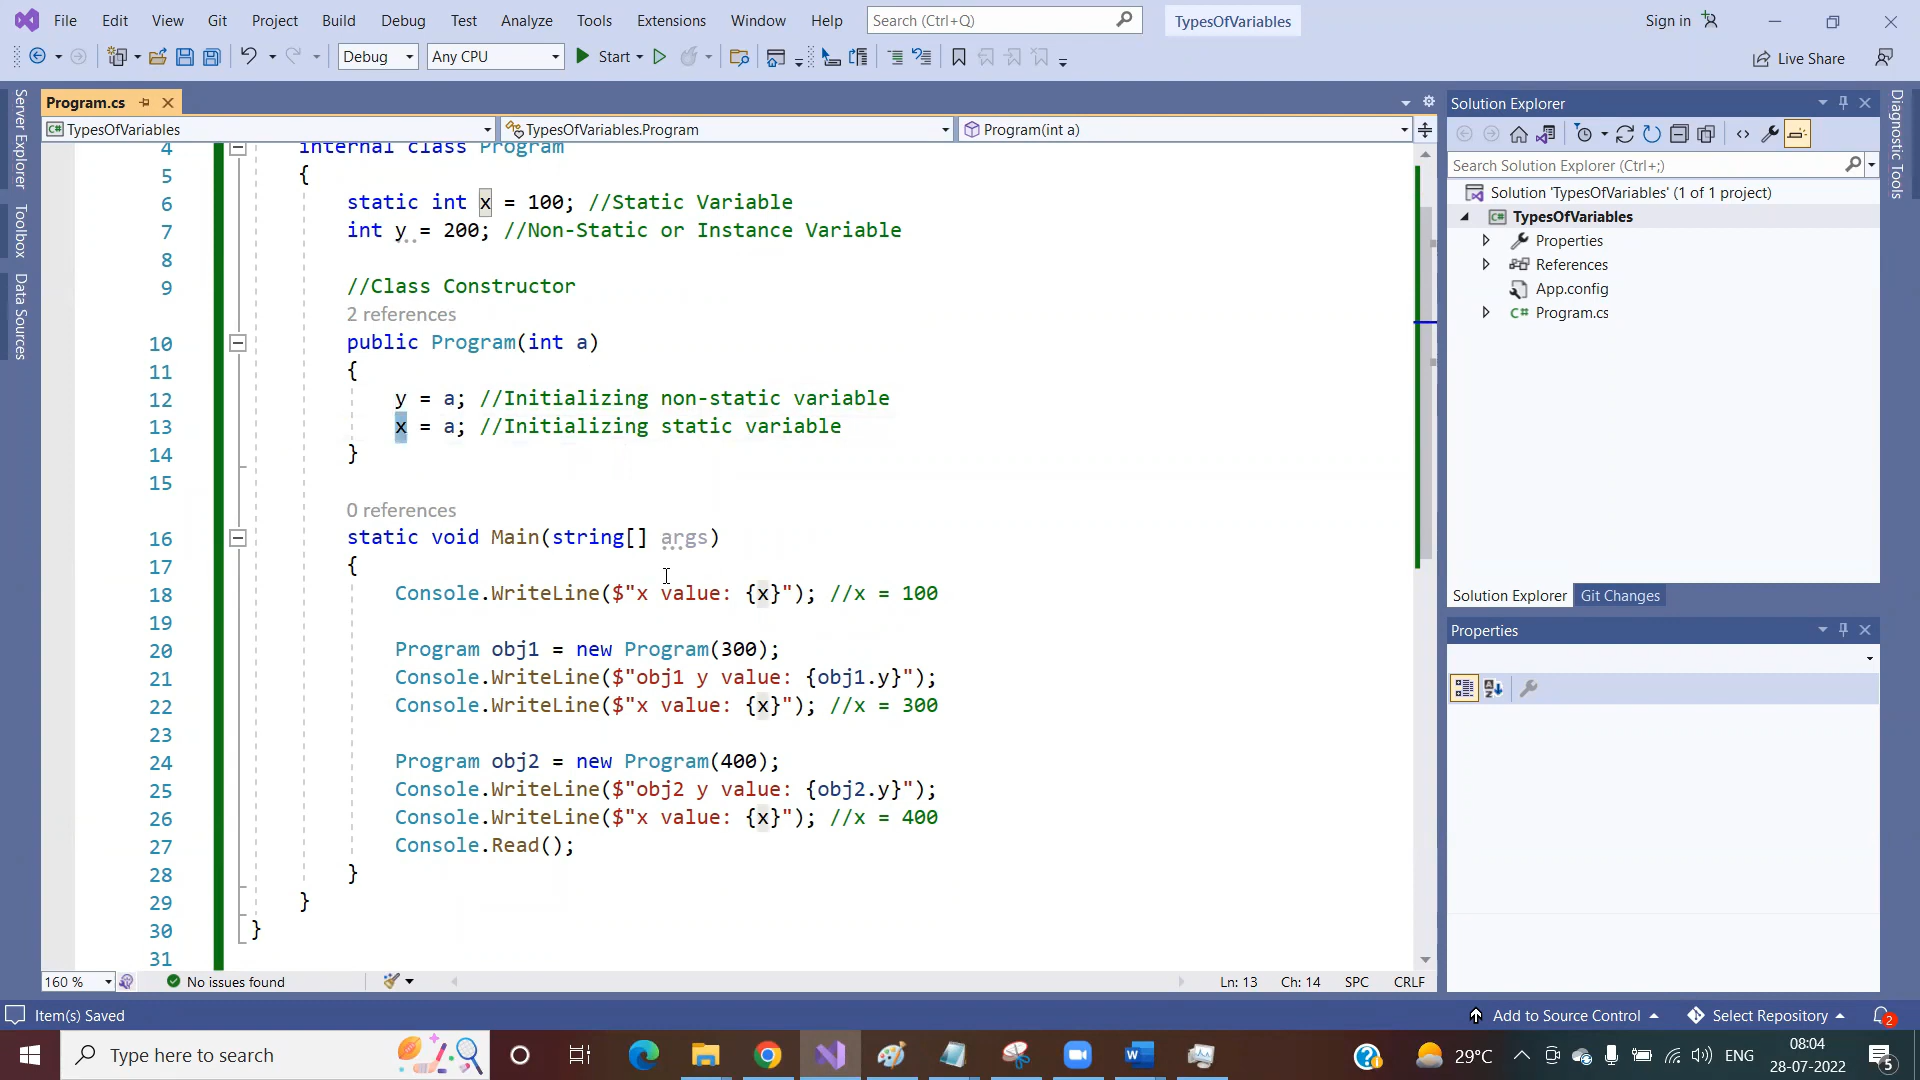 File Edit View Git Project Build Debug Test Analyze Tools Extensions Window Help Search (Ctrl+Q) TypesOfVariables Sign in
Debug Any CPU Start Live Share
Server Explorer
Toolbox
Data Sources
Program.cs
TypesOfVariables TypesOfVariables.Program Program(int a)
4 internal class Program
5 {
6 static int x = 100; //Static Variable
7 int y = 200; //Non-Static or Instance Variable
8
9 //Class Constructor
2 references
10 public Program(int a)
11 {
12 y = a; //Initializing non-static variable
13 x = a; //Initializing static variable
14 }
15
0 references
16 static void Main(string[] args)
17 {
18 Console.WriteLine($"x value: {x}"); //x = 100
19
20 Program obj1 = new Program(300);
21 Console.WriteLine($"obj1 y value: {obj1.y}");
22 Console.WriteLine($"x value: {x}"); //x = 300
23
24 Program obj2 = new Program(400);
25 Console.WriteLine($"obj2 y value: {obj2.y}");
26 Console.WriteLine($"x value: {x}"); //x = 400
27 Console.Read();
28 }
29 }
30 }
31
160 % No issues found Ln: 13 Ch: 14 SPC CRLF
Solution Explorer
Search Solution Explorer (Ctrl+;)
Solution 'TypesOfVariables' (1 of 1 project)
C# TypesOfVariables
Properties
References
App.config
C# Program.cs
Solution Explorer Git Changes
Properties
Diagnostic Tools
Item(s) Saved Add to Source Control Select Repository 2
Type here to search 29°C ENG 08:04
28-07-2022 5